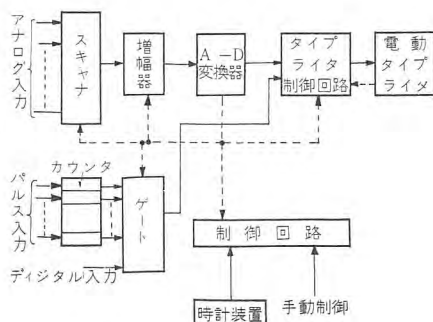 アナログ入力
スキャナ
増幅器
A-D
変換器
タイプ
ライタ
制御回路
電動
タイプ
ライタ
カウンタ
パルス入力
ゲート
ディジタル入力
制御回路
時計装置
手動制御